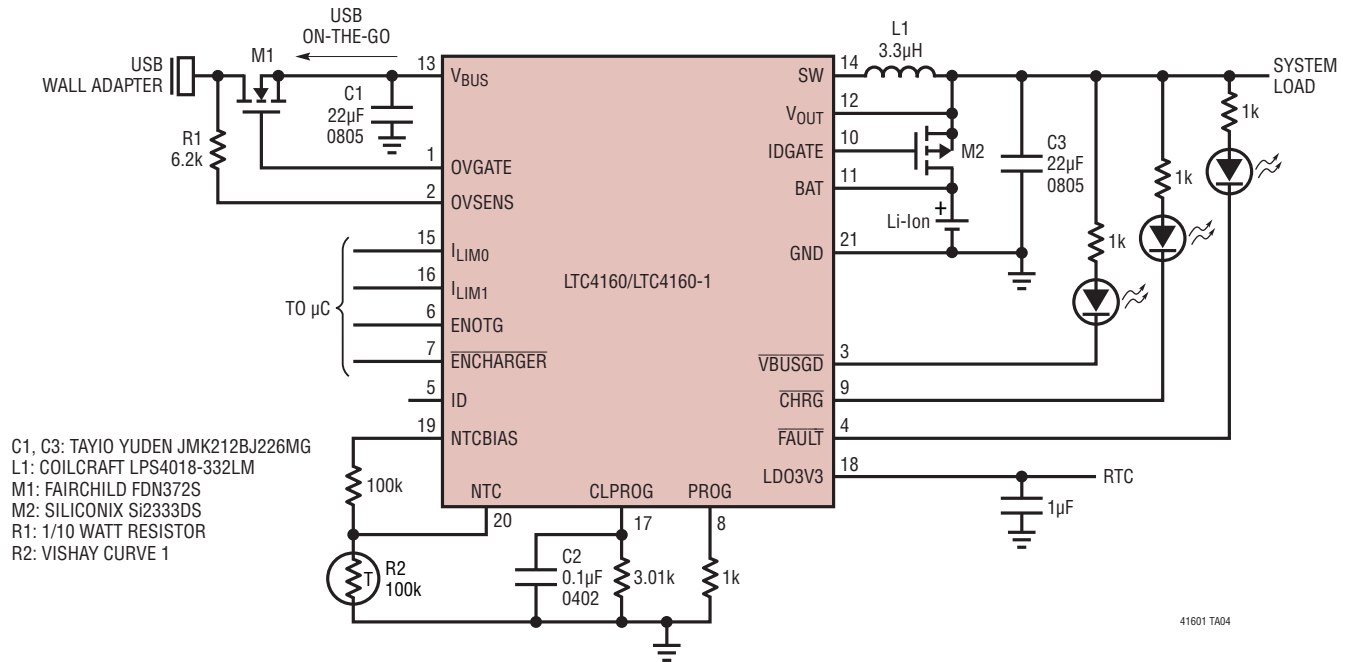 USB
ON-THE-GO
USB
WALL ADAPTER
M1
C1
22µF
0805
R1
6.2k
13
VBUS
1
OVGATE
2
OVSENS
15
ILIM0
16
ILIM1
TO µC
6
ENOTG
7
ENCHARGER
5
ID
19
NTCBIAS
LTC4160/LTC4160-1
L1
3.3µH
14
SW
SYSTEM
LOAD
12
VOUT
10
IDGATE
M2
11
BAT
+
Li-Ion
21
GND
C3
22µF
0805
1k
1k
1k
3
VBUSGD
9
CHRG
4
FAULT
18
LDO3V3
RTC
1µF
NTC
CLPROG
PROG
20
17
8
100k
T
R2
100k
C2
0.1µF
0402
3.01k
1k
C1, C3: TAYIO YUDEN JMK212BJ226MG
L1: COILCRAFT LPS4018-332LM
M1: FAIRCHILD FDN372S
M2: SILICONIX Si2333DS
R1: 1/10 WATT RESISTOR
R2: VISHAY CURVE 1
41601 TA04